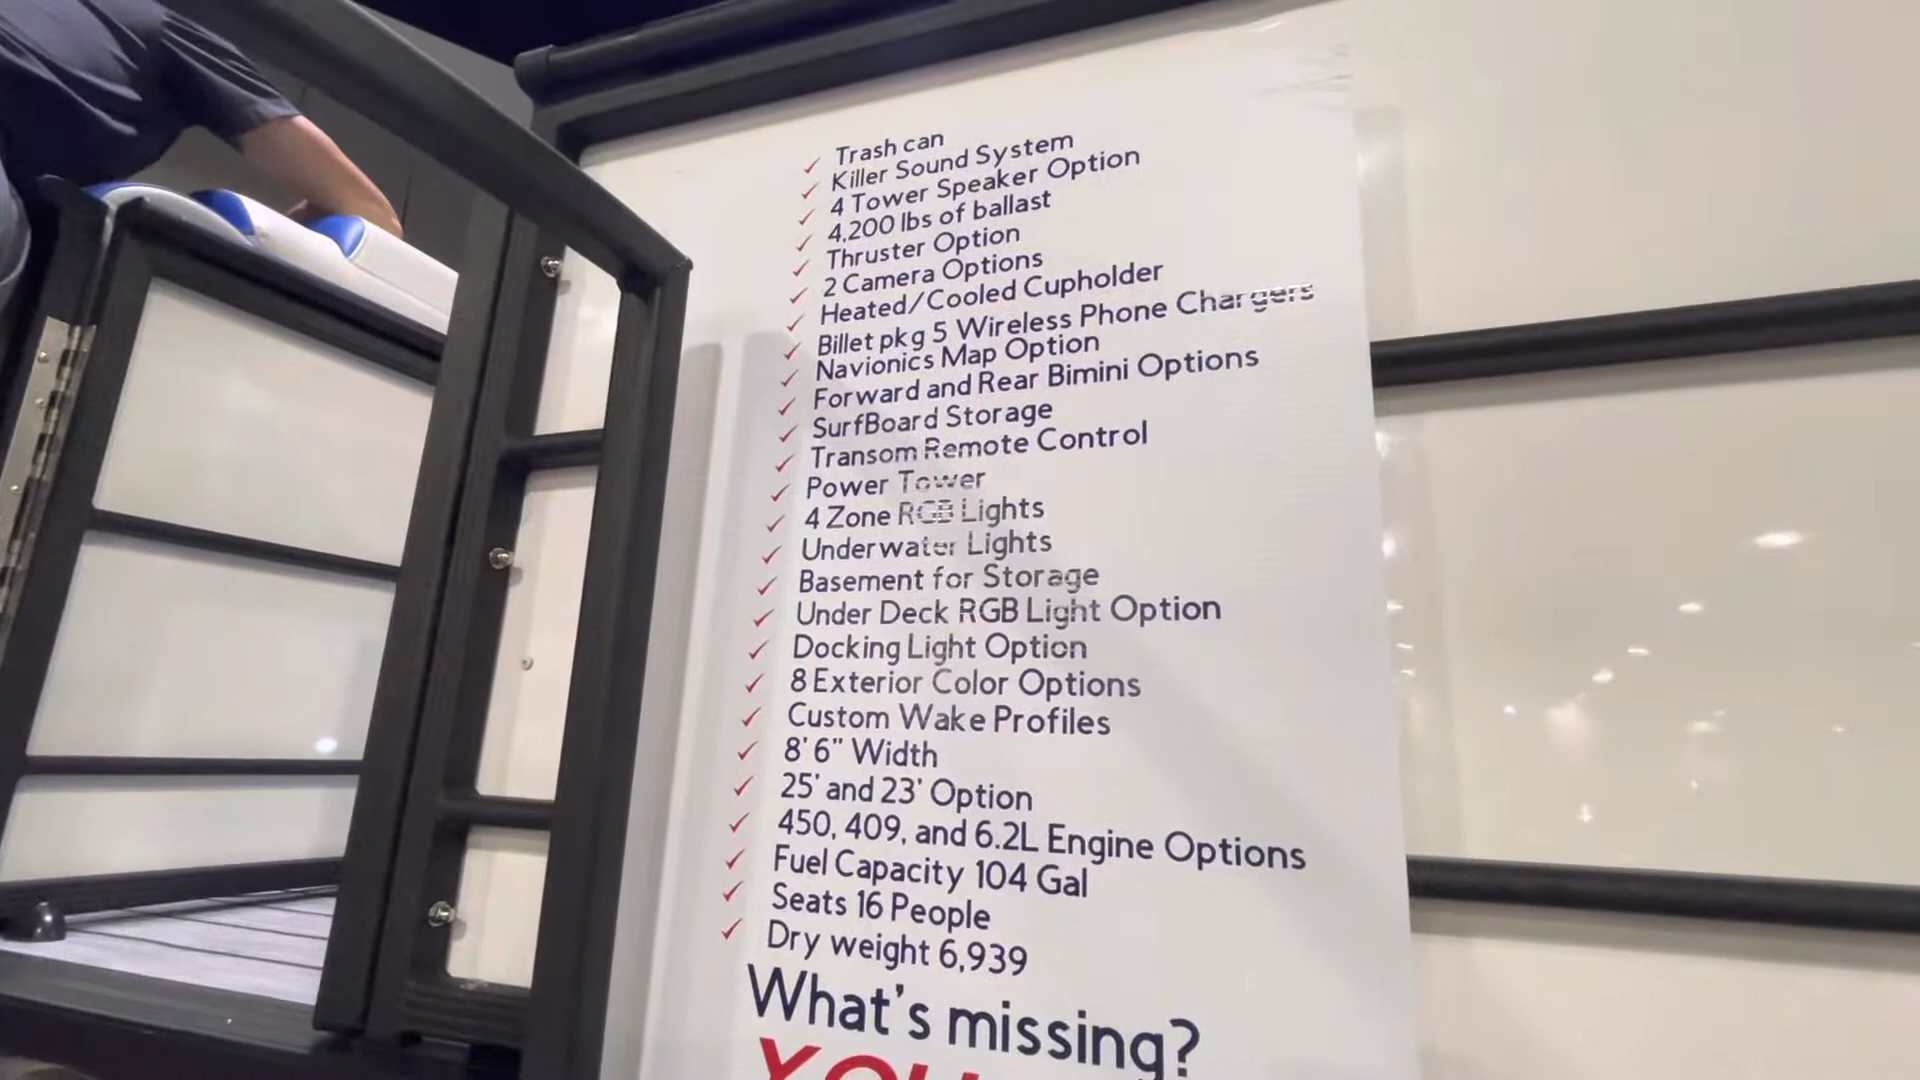 Trash can
Killer Sound System
4 Tower Speaker Option
4,200 lbs of ballast
Thruster Option
2 Camera Options
Heated/Cooled Cupholder
Billet pkg 5 Wireless Phone Chargers
Navionics Map Option
Forward and Rear Bimini Options
SurfBoard Storage
Transom Remote Control
Power Tower
4 Zone RGB Lights
Underwater Lights
Basement for Storage
Under Deck RGB Light Option
Docking Light Option
8 Exterior Color Options
Custom Wake Profiles
8' 6" Width
25' and 23' Option
450, 409, and 6.2L Engine Options
Fuel Capacity 104 Gal
Seats 16 People
Dry weight 6,939
What's missing?
YOU